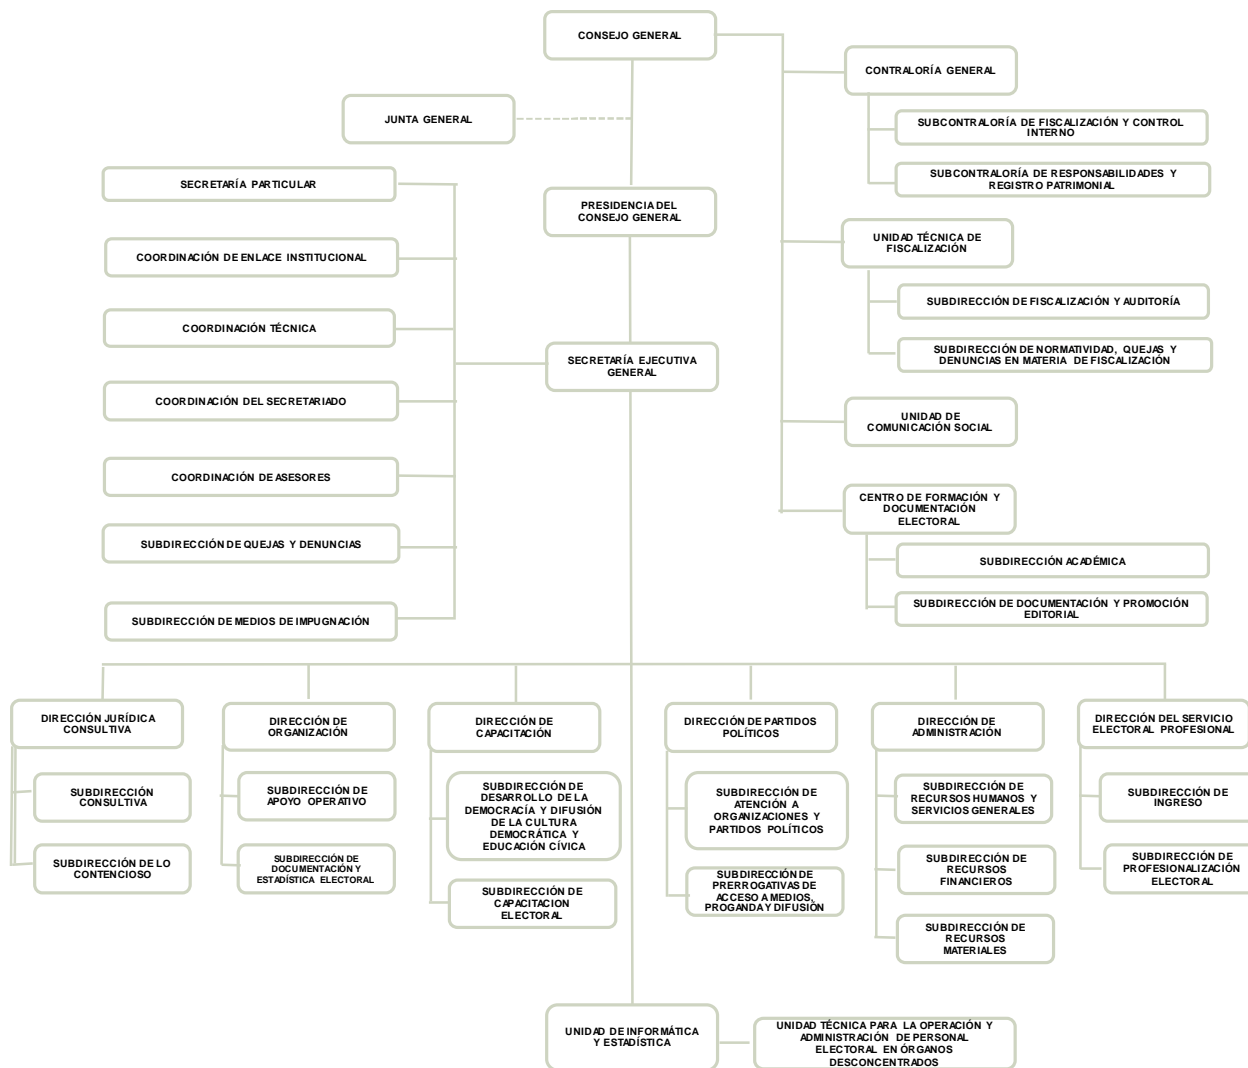 CONSEJO GENERAL
JUNTA GENERAL
PRESIDENCIA DEL
CONSEJO GENERAL
SECRETARÍA EJECUTIVA
GENERAL
SECRETARÍA PARTICULAR
COORDINACIÓN DE ENLACE INSTITUCIONAL
COORDINACIÓN TÉCNICA
COORDINACIÓN DEL SECRETARIADO
COORDINACIÓN DE ASESORES
SUBDIRECCIÓN DE QUEJAS Y DENUNCIAS
SUBDIRECCIÓN DE MEDIOS DE IMPUGNACIÓN
CONTRALORÍA GENERAL
SUBCONTRALORÍA DE FISCALIZACIÓN Y CONTROL
INTERNO
SUBCONTRALORÍA DE RESPONSABILIDADES Y
REGISTRO PATRIMONIAL
UNIDAD TÉCNICA DE
FISCALIZACIÓN
SUBDIRECCIÓN DE FISCALIZACIÓN Y AUDITORÍA
SUBDIRECCIÓN DE NORMATIVIDAD, QUEJAS Y
DENUNCIAS EN MATERIA DE FISCALIZACIÓN
UNIDAD DE
COMUNICACIÓN SOCIAL
CENTRO DE FORMACIÓN Y
DOCUMENTACIÓN
ELECTORAL
SUBDIRECCIÓN ACADÉMICA
SUBDIRECCIÓN DE DOCUMENTACIÓN Y PROMOCIÓN
EDITORIAL
DIRECCIÓN JURÍDICA
CONSULTIVA
SUBDIRECCIÓN
CONSULTIVA
SUBDIRECCIÓN DE LO
CONTENCIOSO
DIRECCIÓN DE
ORGANIZACIÓN
SUBDIRECCIÓN DE
APOYO OPERATIVO
SUBDIRECCIÓN DE
DOCUMENTACIÓN Y
ESTADÍSTICA ELECTORAL
DIRECCIÓN DE
CAPACITACIÓN
SUBDIRECCIÓN DE
DESARROLLO DE LA
DEMOCRACÍA Y DIFUSIÓN
DE LA CULTURA
DEMOCRÁTICA Y
EDUCACIÓN CÍVICA
SUBDIRECCIÓN DE
CAPACITACION
ELECTORAL
DIRECCIÓN DE PARTIDOS
POLÍTICOS
SUBDIRECCIÓN DE
ATENCIÓN A
ORGANIZACIONES Y
PARTIDOS POLÍTICOS
SUBDIRECCIÓN DE
PRERROGATIVAS DE
ACCESO A MEDIOS,
PROGANDA Y DIFUSIÓN
DIRECCIÓN DE
ADMINISTRACIÓN
SUBDIRECCIÓN DE
RECURSOS HUMANOS Y
SERVICIOS GENERALES
SUBDIRECCIÓN DE
RECURSOS
FINANCIEROS
SUBDIRECCIÓN DE
RECURSOS
MATERIALES
DIRECCIÓN DEL SERVICIO
ELECTORAL PROFESIONAL
SUBDIRECCIÓN DE
INGRESO
SUBDIRECCIÓN DE
PROFESIONALIZACIÓN
ELECTORAL
UNIDAD DE INFORMÁTICA
Y ESTADÍSTICA
UNIDAD TÉCNICA PARA LA OPERACIÓN Y
ADMINISTRACIÓN DE PERSONAL
ELECTORAL EN ÓRGANOS
DESCONCENTRADOS